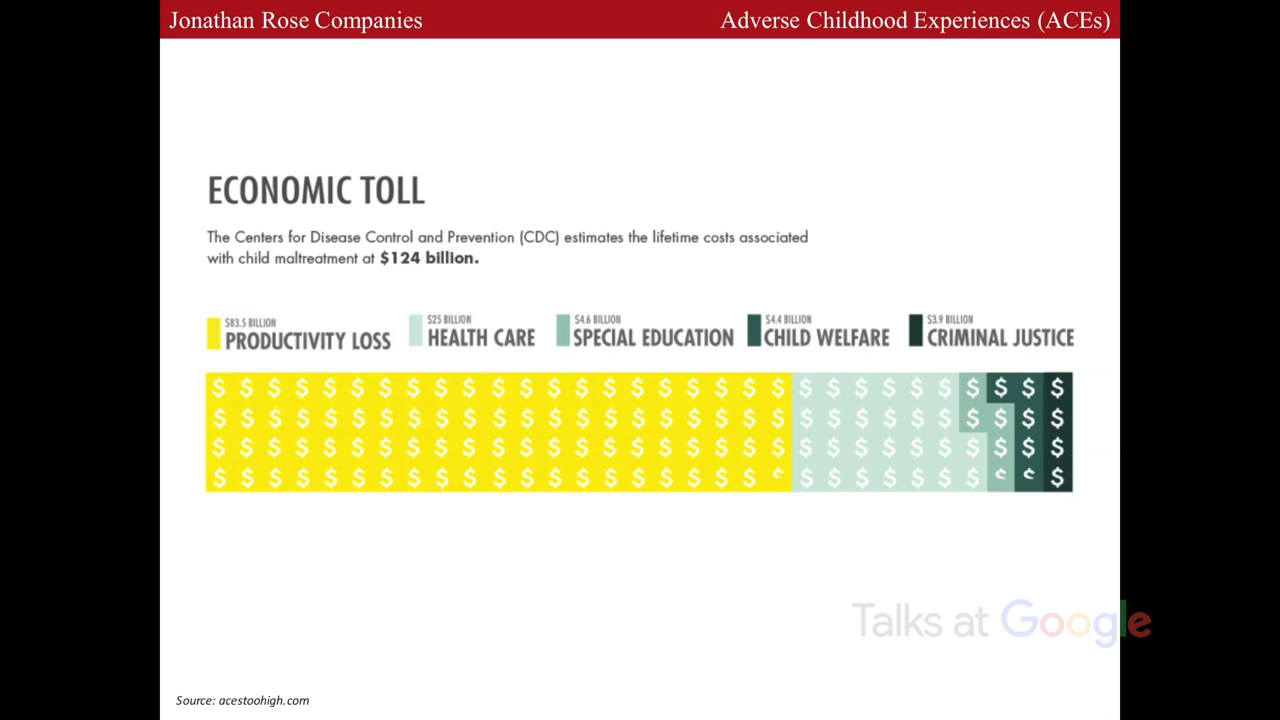 Jonathan Rose Companies
Adverse Childhood Experiences (ACEs)
ECONOMIC TOLL
The Centers for Disease Control and Prevention (CDC) estimates the lifetime costs associated
with child maltreatment at $124 billion.
$83.5 BILLION
PRODUCTIVITY LOSS
$25 BILLION
HEALTH CARE
$4.6 BILLION
SPECIAL EDUCATION
$4.4 BILLION
CHILD WELFARE
$3.9 BILLION
CRIMINAL JUSTICE
$ $ $ $ $ $ $ $ $ $ $ $ $ $ $ $ $ $ $ $ $ $ $ $ $ $ $ $ $ $ $
$ $ $ $ $ $ $ $ $ $ $ $ $ $ $ $ $ $ $ $ $ $ $ $ $ $ $ $ $ $ $
$ $ $ $ $ $ $ $ $ $ $ $ $ $ $ $ $ $ $ $ $ $ $ $ $ $ $ $ $ $ $
$ $ $ $ $ $ $ $ $ $ $ $ $ $ $ $ $ $ $ $ $ $ $ $ $ $ $ $ $ $ $
Talks at Google
Source: acestoohigh.com